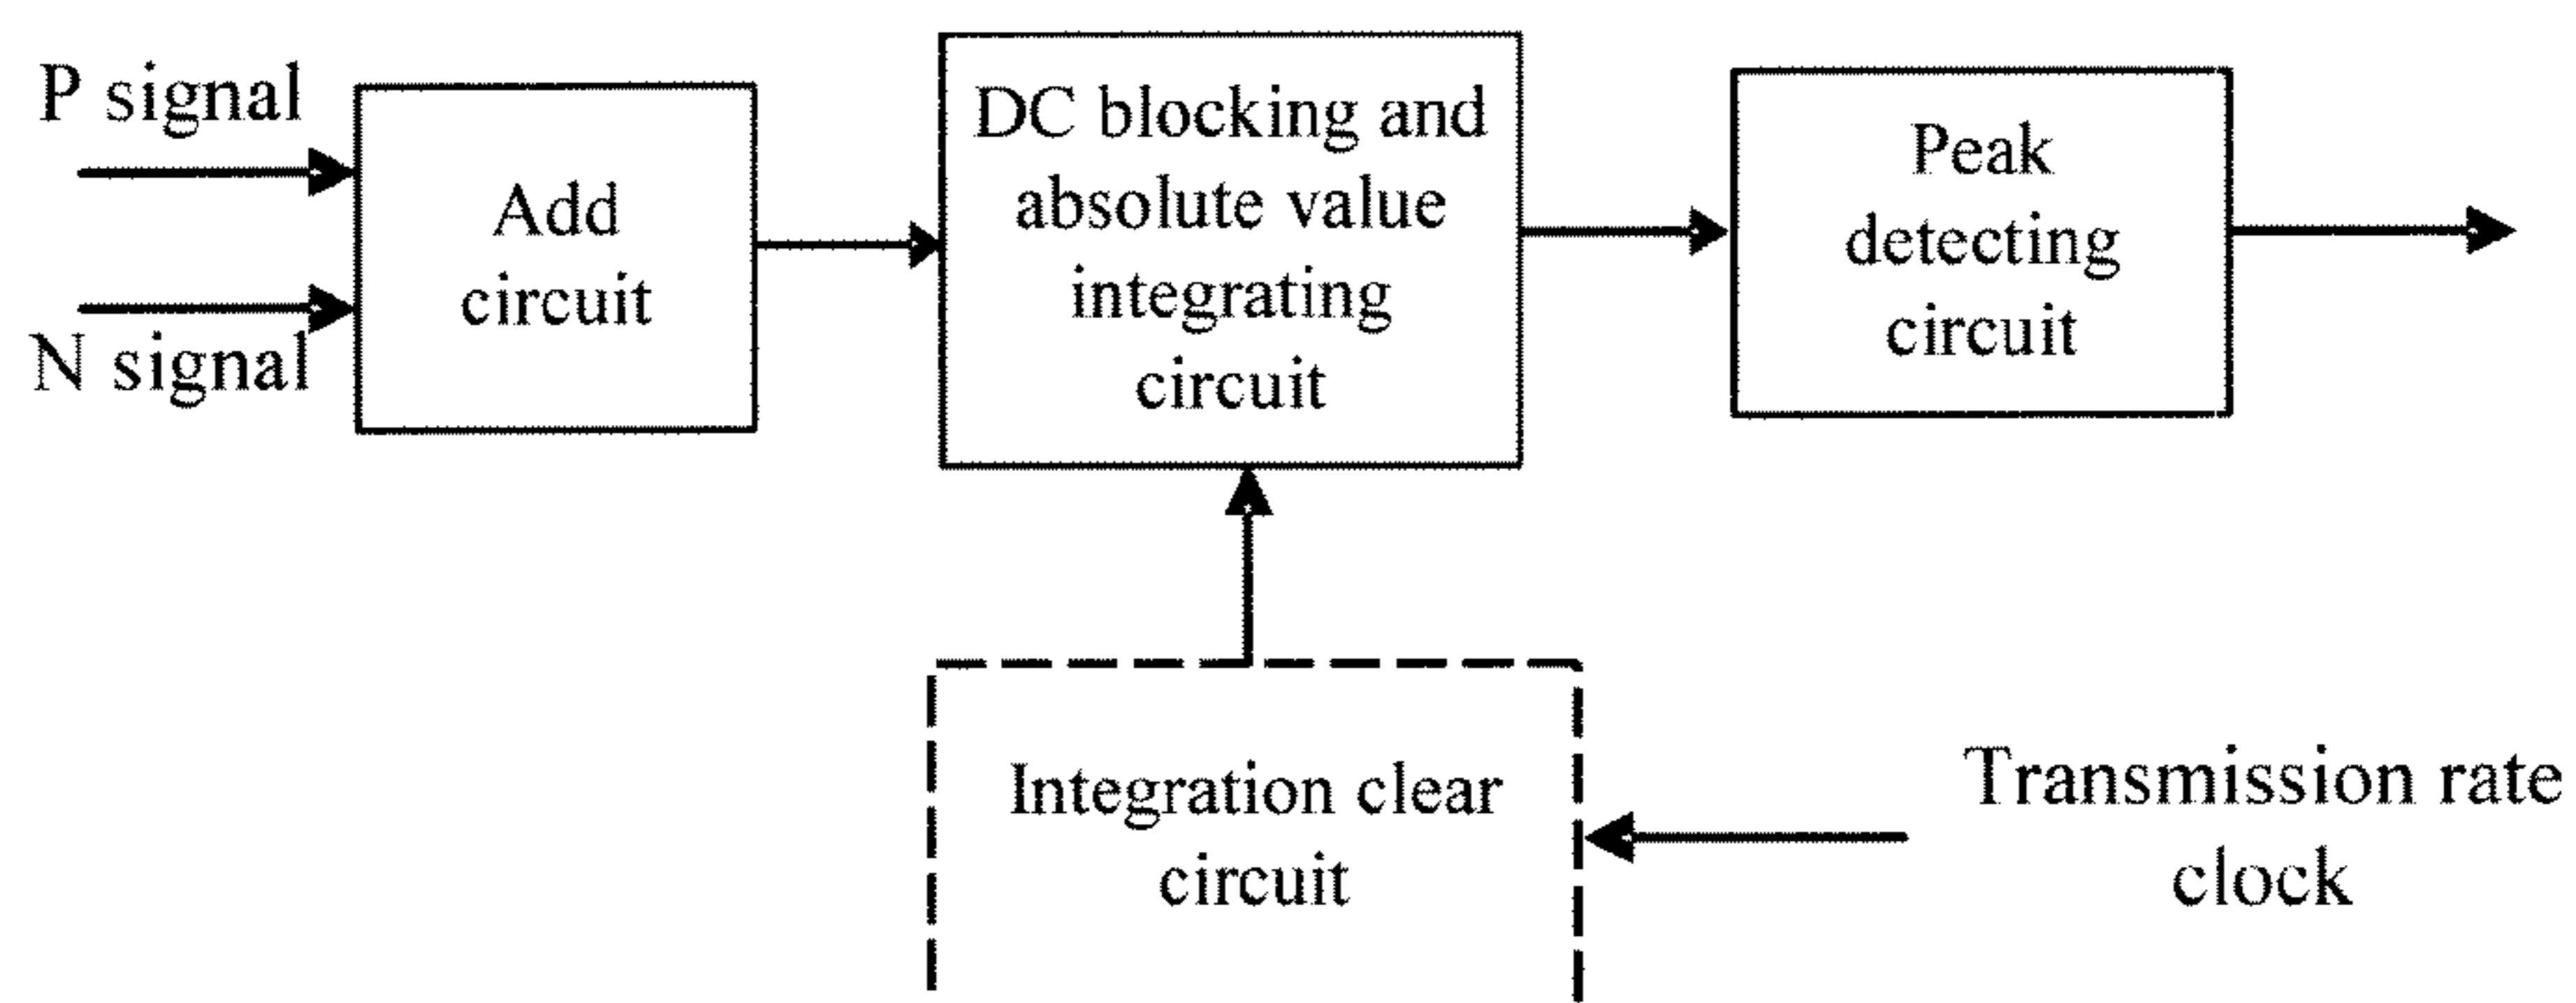 P signal
N signal
Add
circuit
DC blocking and
absolute value
integrating
circuit
Peak
detecting
circuit
Integration clear
circuit
Transmission rate
clock